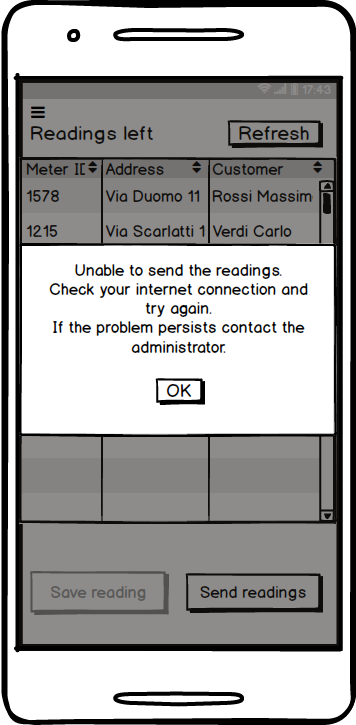 17:43
Readings left
Refresh
Meter I
Address
Customer
1578
Via Duomo 11
Rossi Massim
1215
Via Scarlatti 1
Verdi Carlo
Unable to send the readings.
Check your internet connection and
try again.
If the problem persists contact the
administrator.
OK
Save reading
Send readings